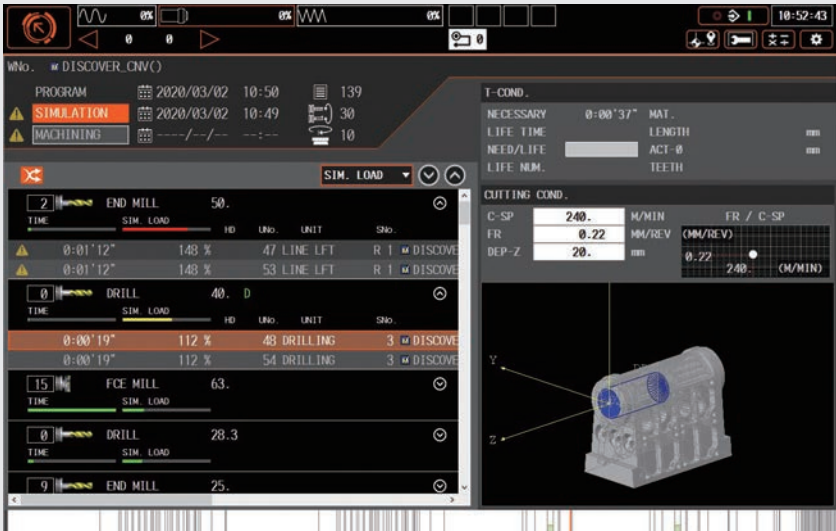 0% 0% 0% 10:52:43
0 0 0
WNo. DISCOVER_CNV()
PROGRAM 2020/03/02 10:50 139
SIMULATION 2020/03/02 10:49 30
MACHINING ----/--/-- --:-- 10
SIM. LOAD
2 END MILL 50.
TIME SIM. LOAD HD UNo. UNIT SNo.
0:01'12" 148 % 47 LINE LFT R 1 DISCOVE
0:01'12" 148 % 53 LINE LFT R 1 DISCOVE
0 DRILL 40. D
TIME SIM. LOAD HD UNo. UNIT SNo.
0:00'19" 112 % 48 DRILLING 3 DISCOVE
0:00'19" 112 % 54 DRILLING 3 DISCOVE
15 FCE MILL 63.
TIME SIM. LOAD
0 DRILL 28.3
TIME SIM. LOAD
9 END MILL 25.
T-COND.
NECESSARY 0:00'37" MAT.
LIFE TIME LENGTH mm
NEED/LIFE ACT-Ø mm
LIFE NUM. TEETH
CUTTING COND.
C-SP 240. M/MIN FR / C-SP
FR 0.22 MM/REV (MM/REV)
DEP-Z 20. mm 0.22
240. (M/MIN)
Y
Z